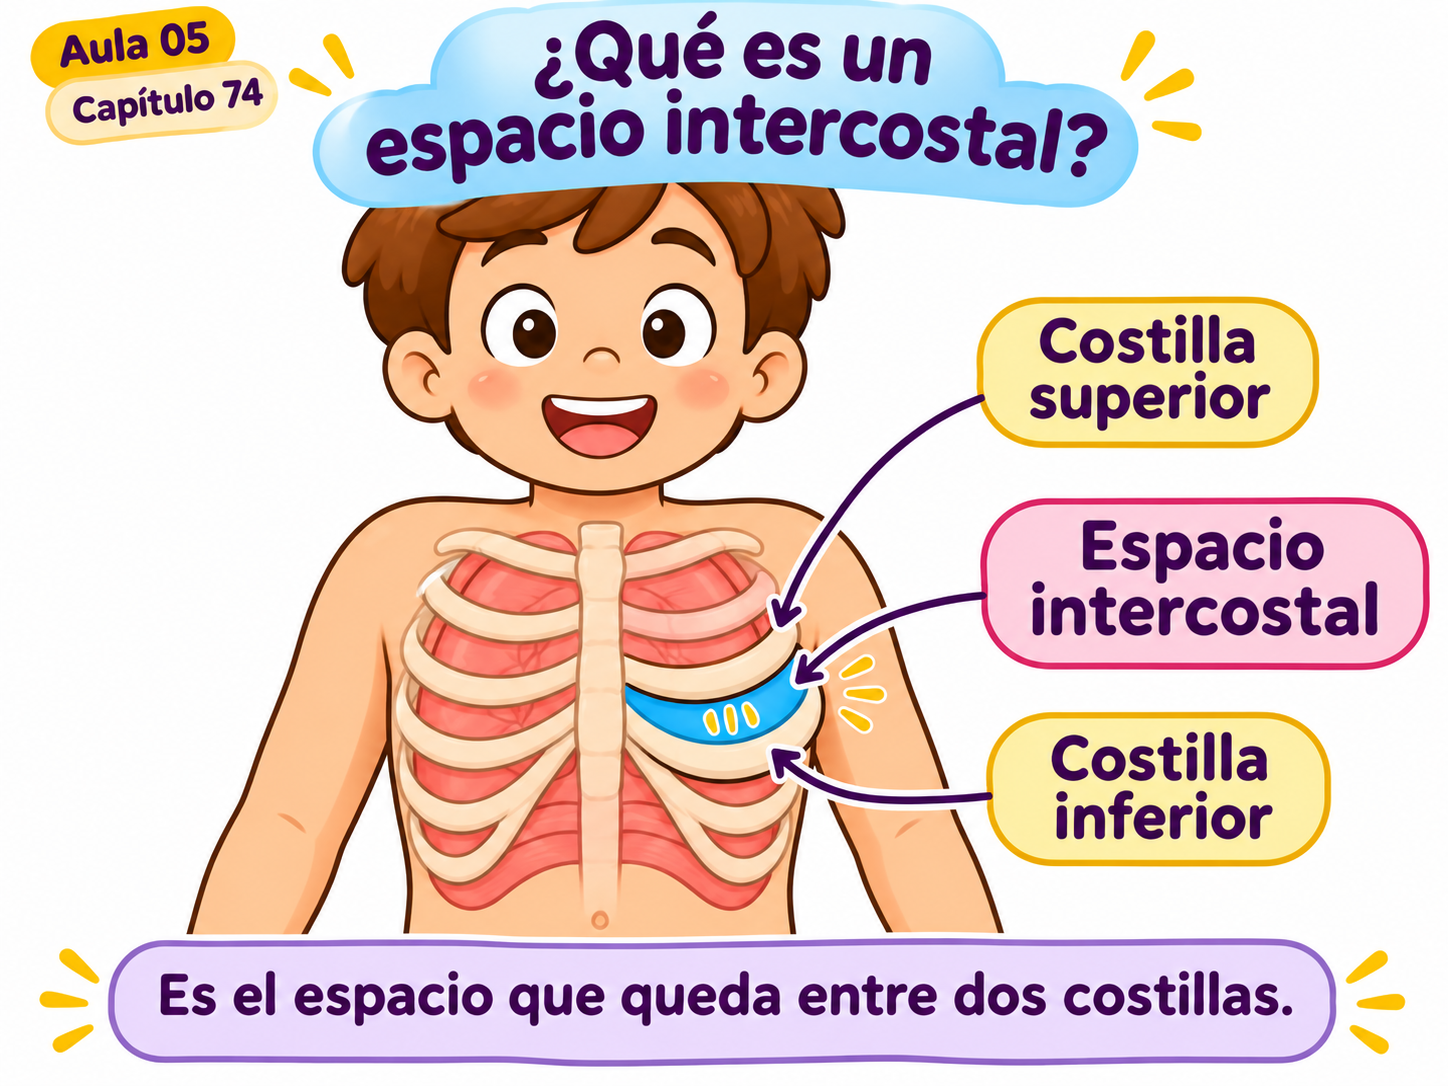 Aula 05
Capítulo 74
¿Qué es un
espacio intercostal?
Costilla
superior
Espacio
intercostal
Costilla
inferior
Es el espacio que queda entre dos costillas.